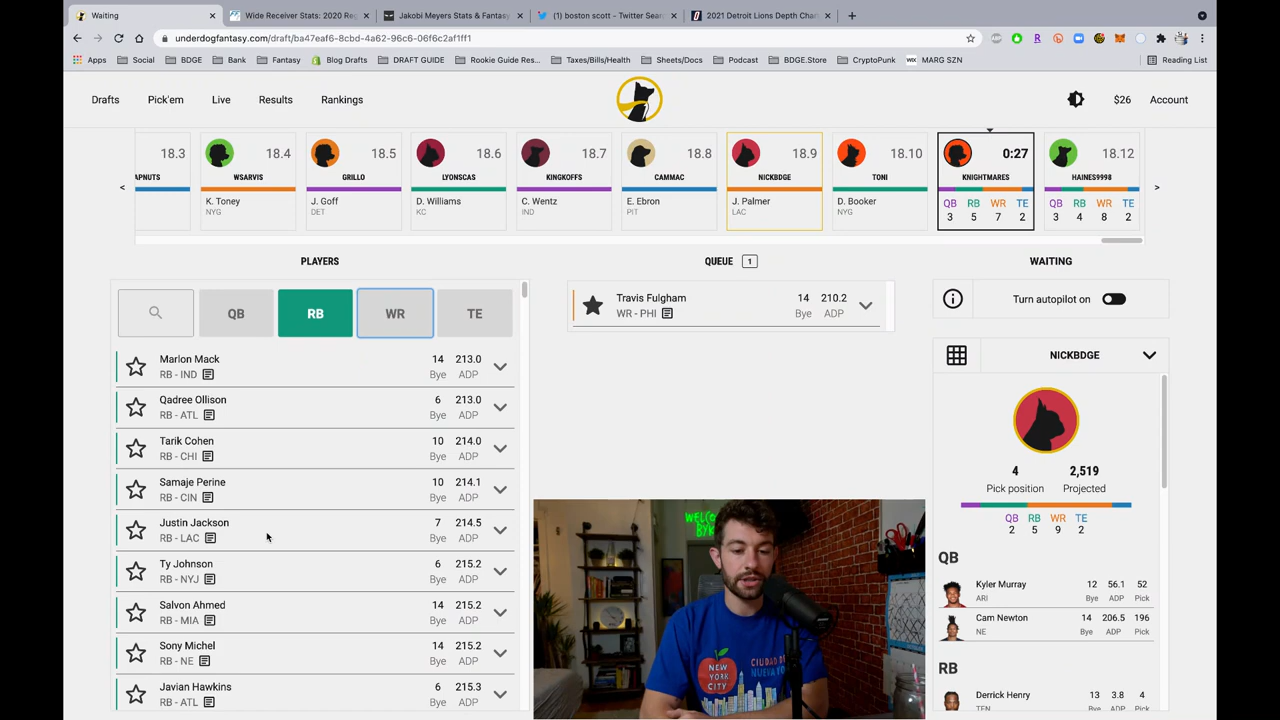 Waiting
Wide Receiver Stats: 2020 Reg
Jakobi Meyers Stats & Fantasy
(1) boston scott - Twitter Sear
2021 Detroit Lions Depth Char
underdogfantasy.com/draft/ba47eaf6-8cbd-4a62-96c6-06f6c2af1ff1
Apps Social BDGE Bank Fantasy Blog Drafts DRAFT GUIDE Rookie Guide Res... Taxes/Bills/Health Sheets/Docs Podcast BDGE.Store CryptoPunk MARG SZN Reading List
Drafts Pick'em Live Results Rankings $26 Account
18.3 18.4 18.5 18.6 18.7 18.8 18.9 18.10 0:27 18.12
APNUTS WSARVIS GRILLO LYONSCAS KINGKOFFS CAMMAC NICKBDGE TONI KNIGHTMARES HAINES9998
K. Toney J. Goff D. Williams C. Wentz E. Ebron J. Palmer D. Booker QB RB WR TE QB RB WR TE
NYG DET KC IND PIT LAC NYG 3 5 7 2 3 4 8 2
PLAYERS
QB RB WR TE
Marlon Mack 14 213.0
RB - IND Bye ADP
Qadree Ollison 6 213.0
RB - ATL Bye ADP
Tarik Cohen 10 214.0
RB - CHI Bye ADP
Samaje Perine 10 214.1
RB - CIN Bye ADP
Justin Jackson 7 214.5
RB - LAC Bye ADP
Ty Johnson 6 215.2
RB - NYJ Bye ADP
Salvon Ahmed 14 215.2
RB - MIA Bye ADP
Sony Michel 14 215.2
RB - NE Bye ADP
Javian Hawkins 6 215.3
RB - ATL Bye ADP
QUEUE 1
Travis Fulgham 14 210.2
WR - PHI Bye ADP
WAITING
Turn autopilot on
NICKBDGE
4 2,519
Pick position Projected
QB RB WR TE
2 5 9 2
QB
Kyler Murray 12 56.1 52
ARI Bye ADP Pick
Cam Newton 14 206.5 196
NE Bye ADP Pick
RB
Derrick Henry 13 3.8 4
TEN Bye ADP Pick
NEW YORK CITY